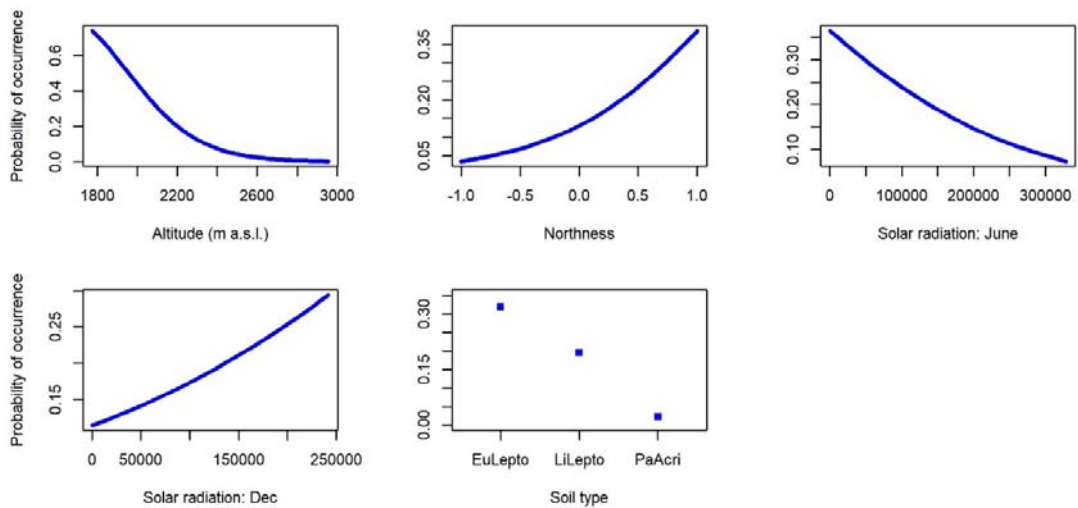 Probability of occurrence
0.0 0.2 0.4 0.6
1800 2200 2600 3000
Altitude (m a.s.l.)
0.05 0.20 0.35
-1.0 -0.5 0.0 0.5 1.0
Northness
0.10 0.20 0.30
0 100000 200000 300000
Solar radiation: June
Probability of occurrence
0.15 0.25
0 50000 150000 250000
Solar radiation: Dec
0.00 0.15 0.30
EuLepto LiLepto PaAcri
Soil type